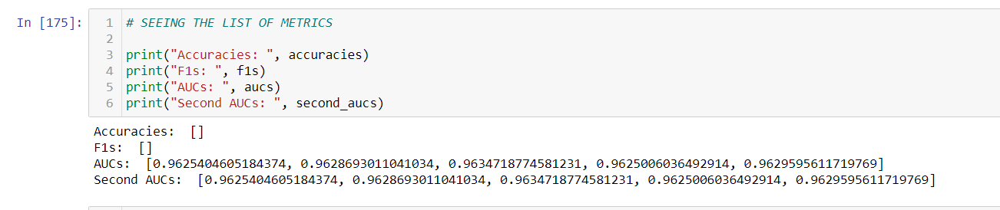 In [175]:
1 # SEEING THE LIST OF METRICS
2
3 print("Accuracies: ", accuracies)
4 print("F1s: ", f1s)
5 print("AUCs: ", aucs)
6 print("Second AUCs: ", second_aucs)
Accuracies:  []
F1s:  []
AUCs:  [0.9625404605184374, 0.9628693011041034, 0.9634718774581231, 0.9625006036492914, 0.9629595611719769]
Second AUCs:  [0.9625404605184374, 0.9628693011041034, 0.9634718774581231, 0.9625006036492914, 0.9629595611719769]